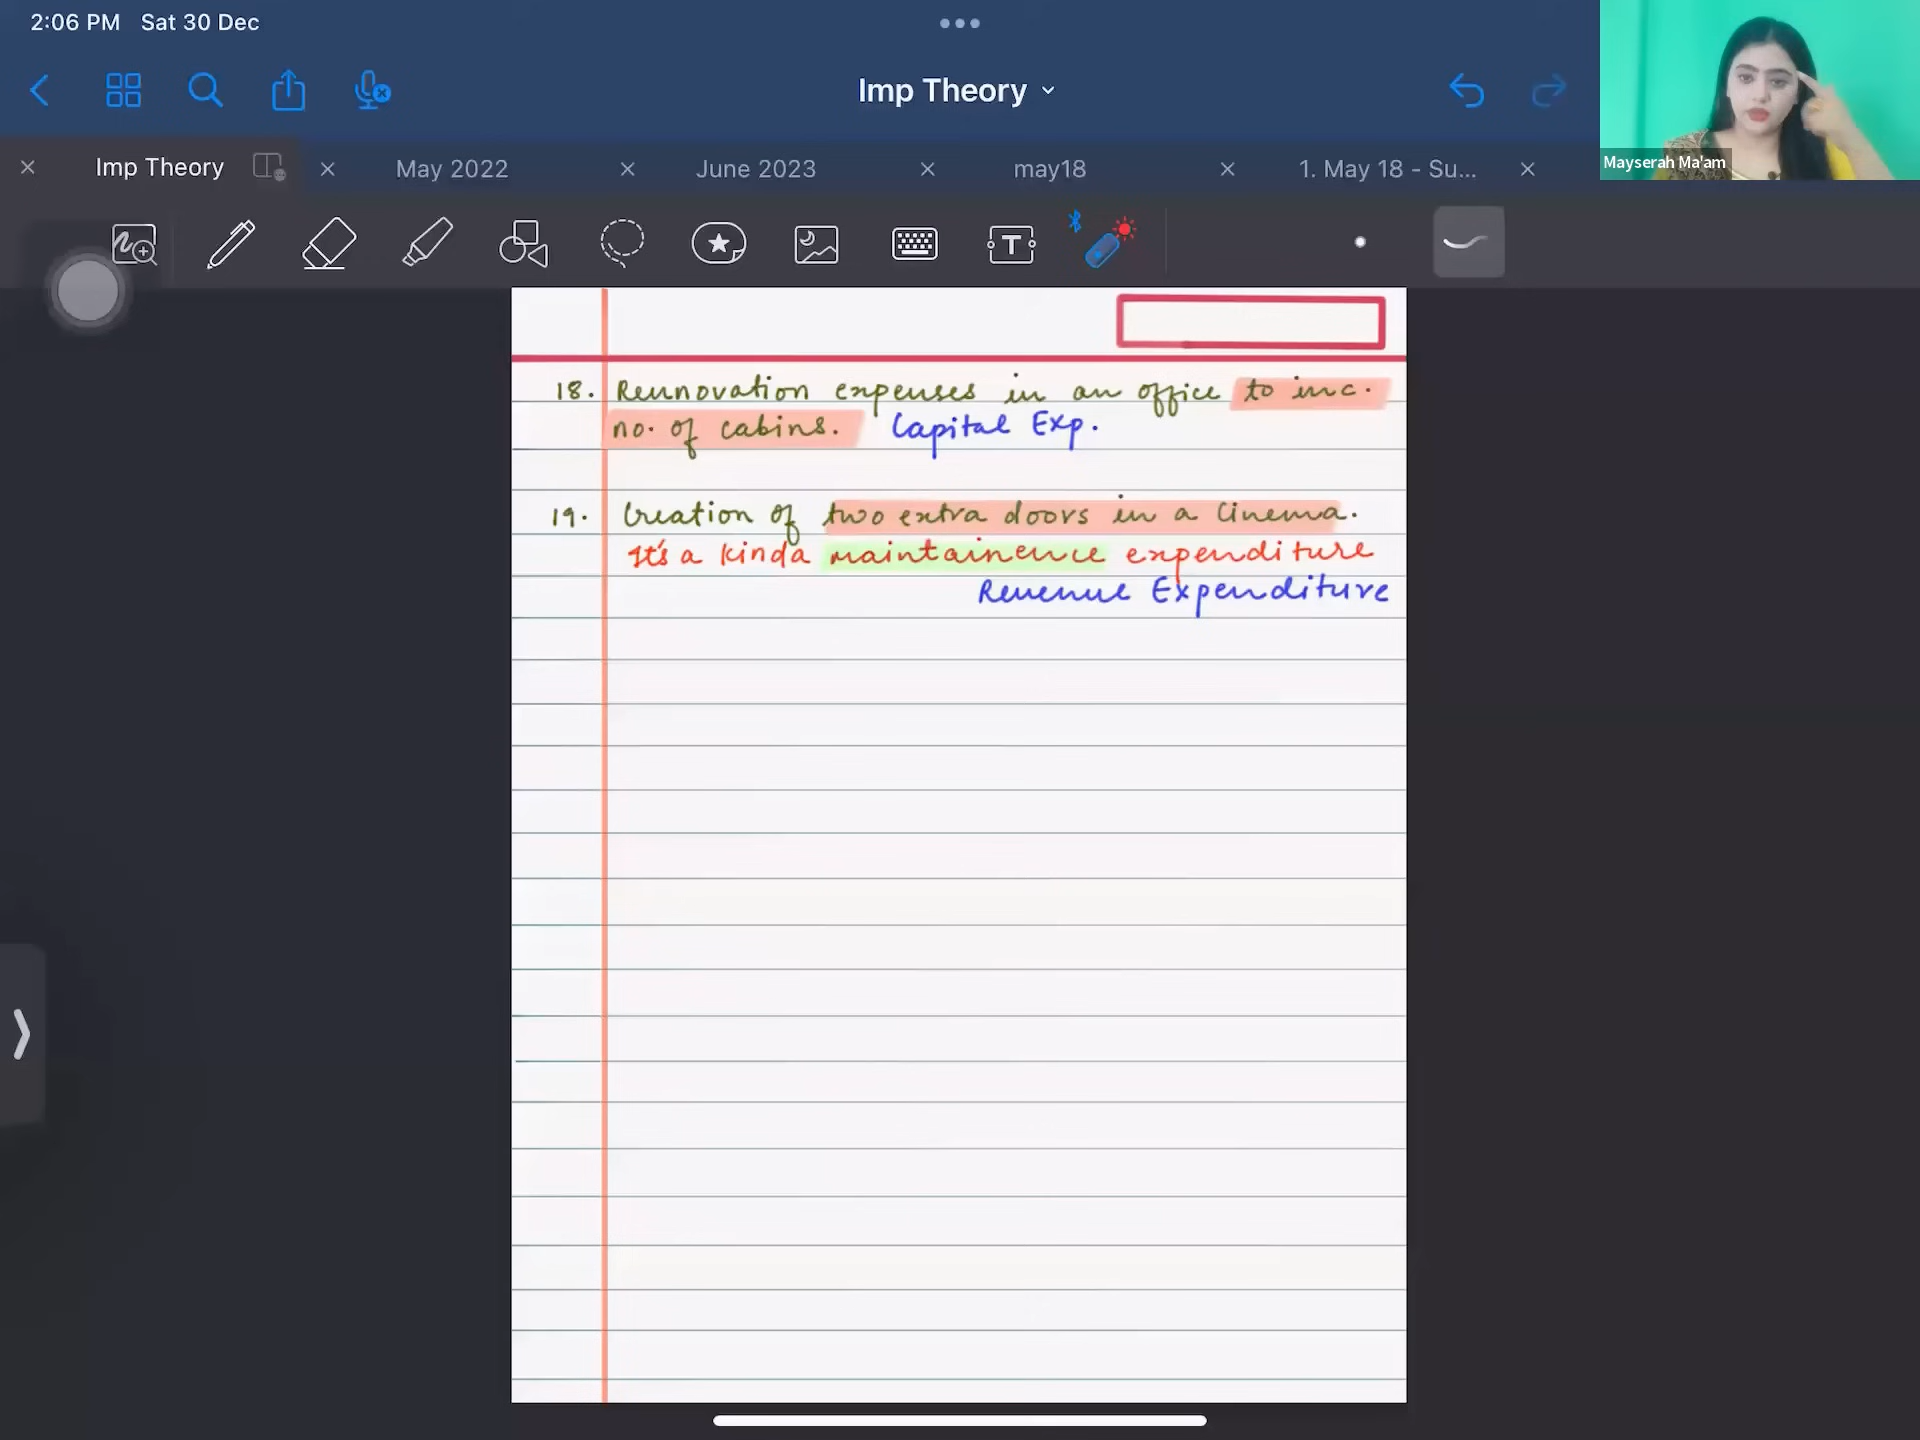 2:06 PM Sat 30 Dec
Imp Theory
Mayserah Ma'am
Imp Theory
May 2022
June 2023
may18
1. May 18 - Su...
T
18. Reunovation expenses in an office to inc.
no. of cabins. Capital Exp.
19. Creation of two extra doors in a Cinema.
It's a kinda maintainence expenditure
Revenue Expenditure